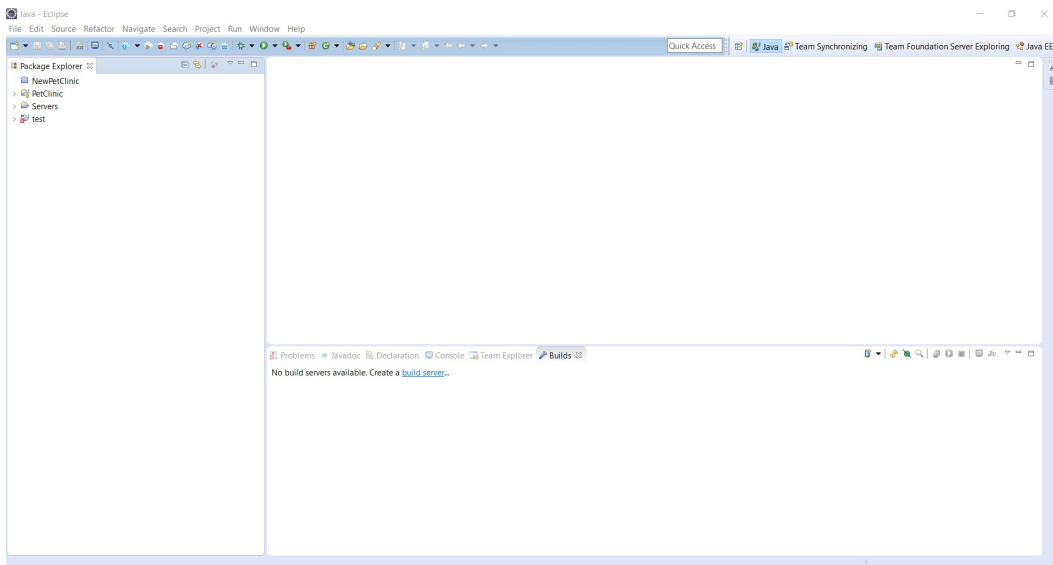 Java - Eclipse
File Edit Source Refactor Navigate Search Project Run Window Help
Quick Access Java Team Synchronizing Team Foundation Server Exploring Java EE
Package Explorer
NewPetClinic
PetClinic
Servers
test
Problems Javadoc Declaration Console Team Explorer Builds
No build servers available. Create a build server...